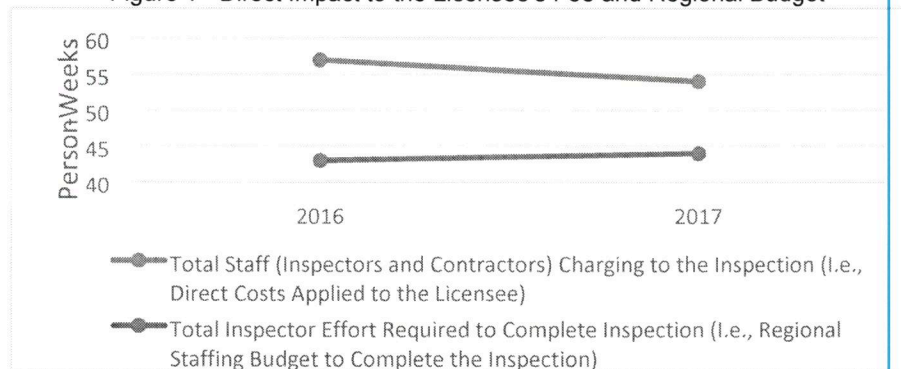 Figure 1 - Direct Impact to the Licensee's Fee and Regional Budget
60
55
50
45
40
PersonWeeks
2016 2017
Total Staff (Inspectors and Contractors) Charging to the Inspection (I.e.,
Direct Costs Applied to the Licensee)
Total Inspector Effort Required to Complete Inspection (I.e., Regional
Staffing Budget to Complete the Inspection)